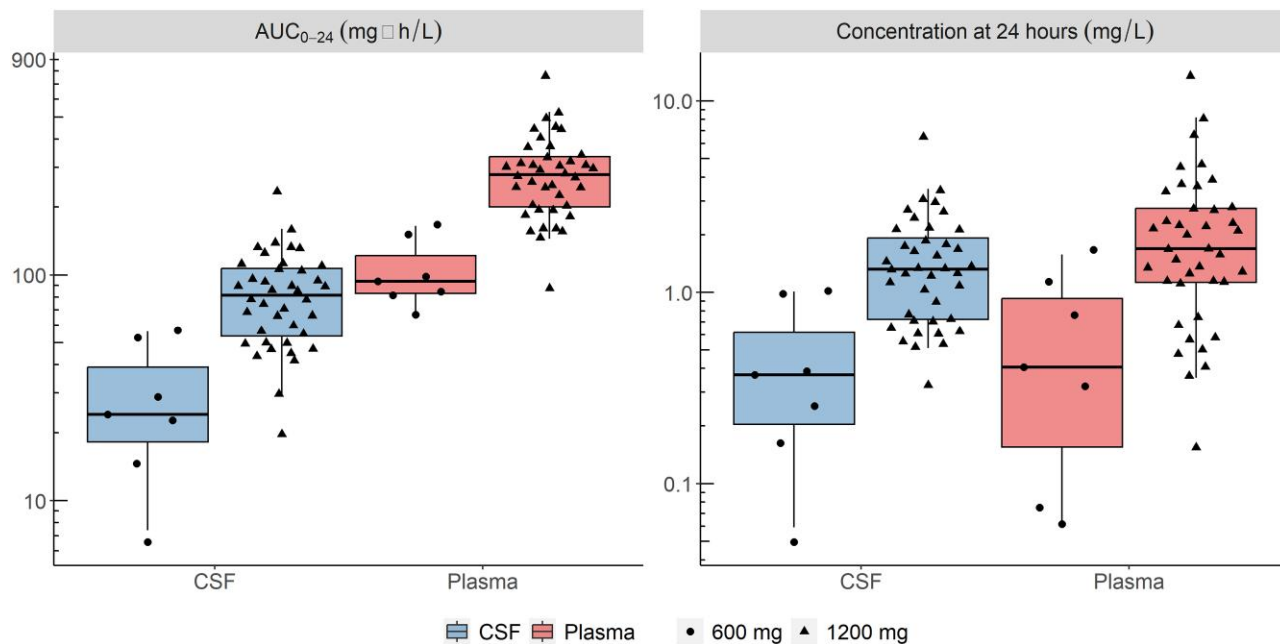 AUC0–24 (mg□h/L)
Concentration at 24 hours (mg/L)
900
100
10
CSF
Plasma
10.0
1.0
0.1
CSF
Plasma
CSF Plasma 600 mg 1200 mg